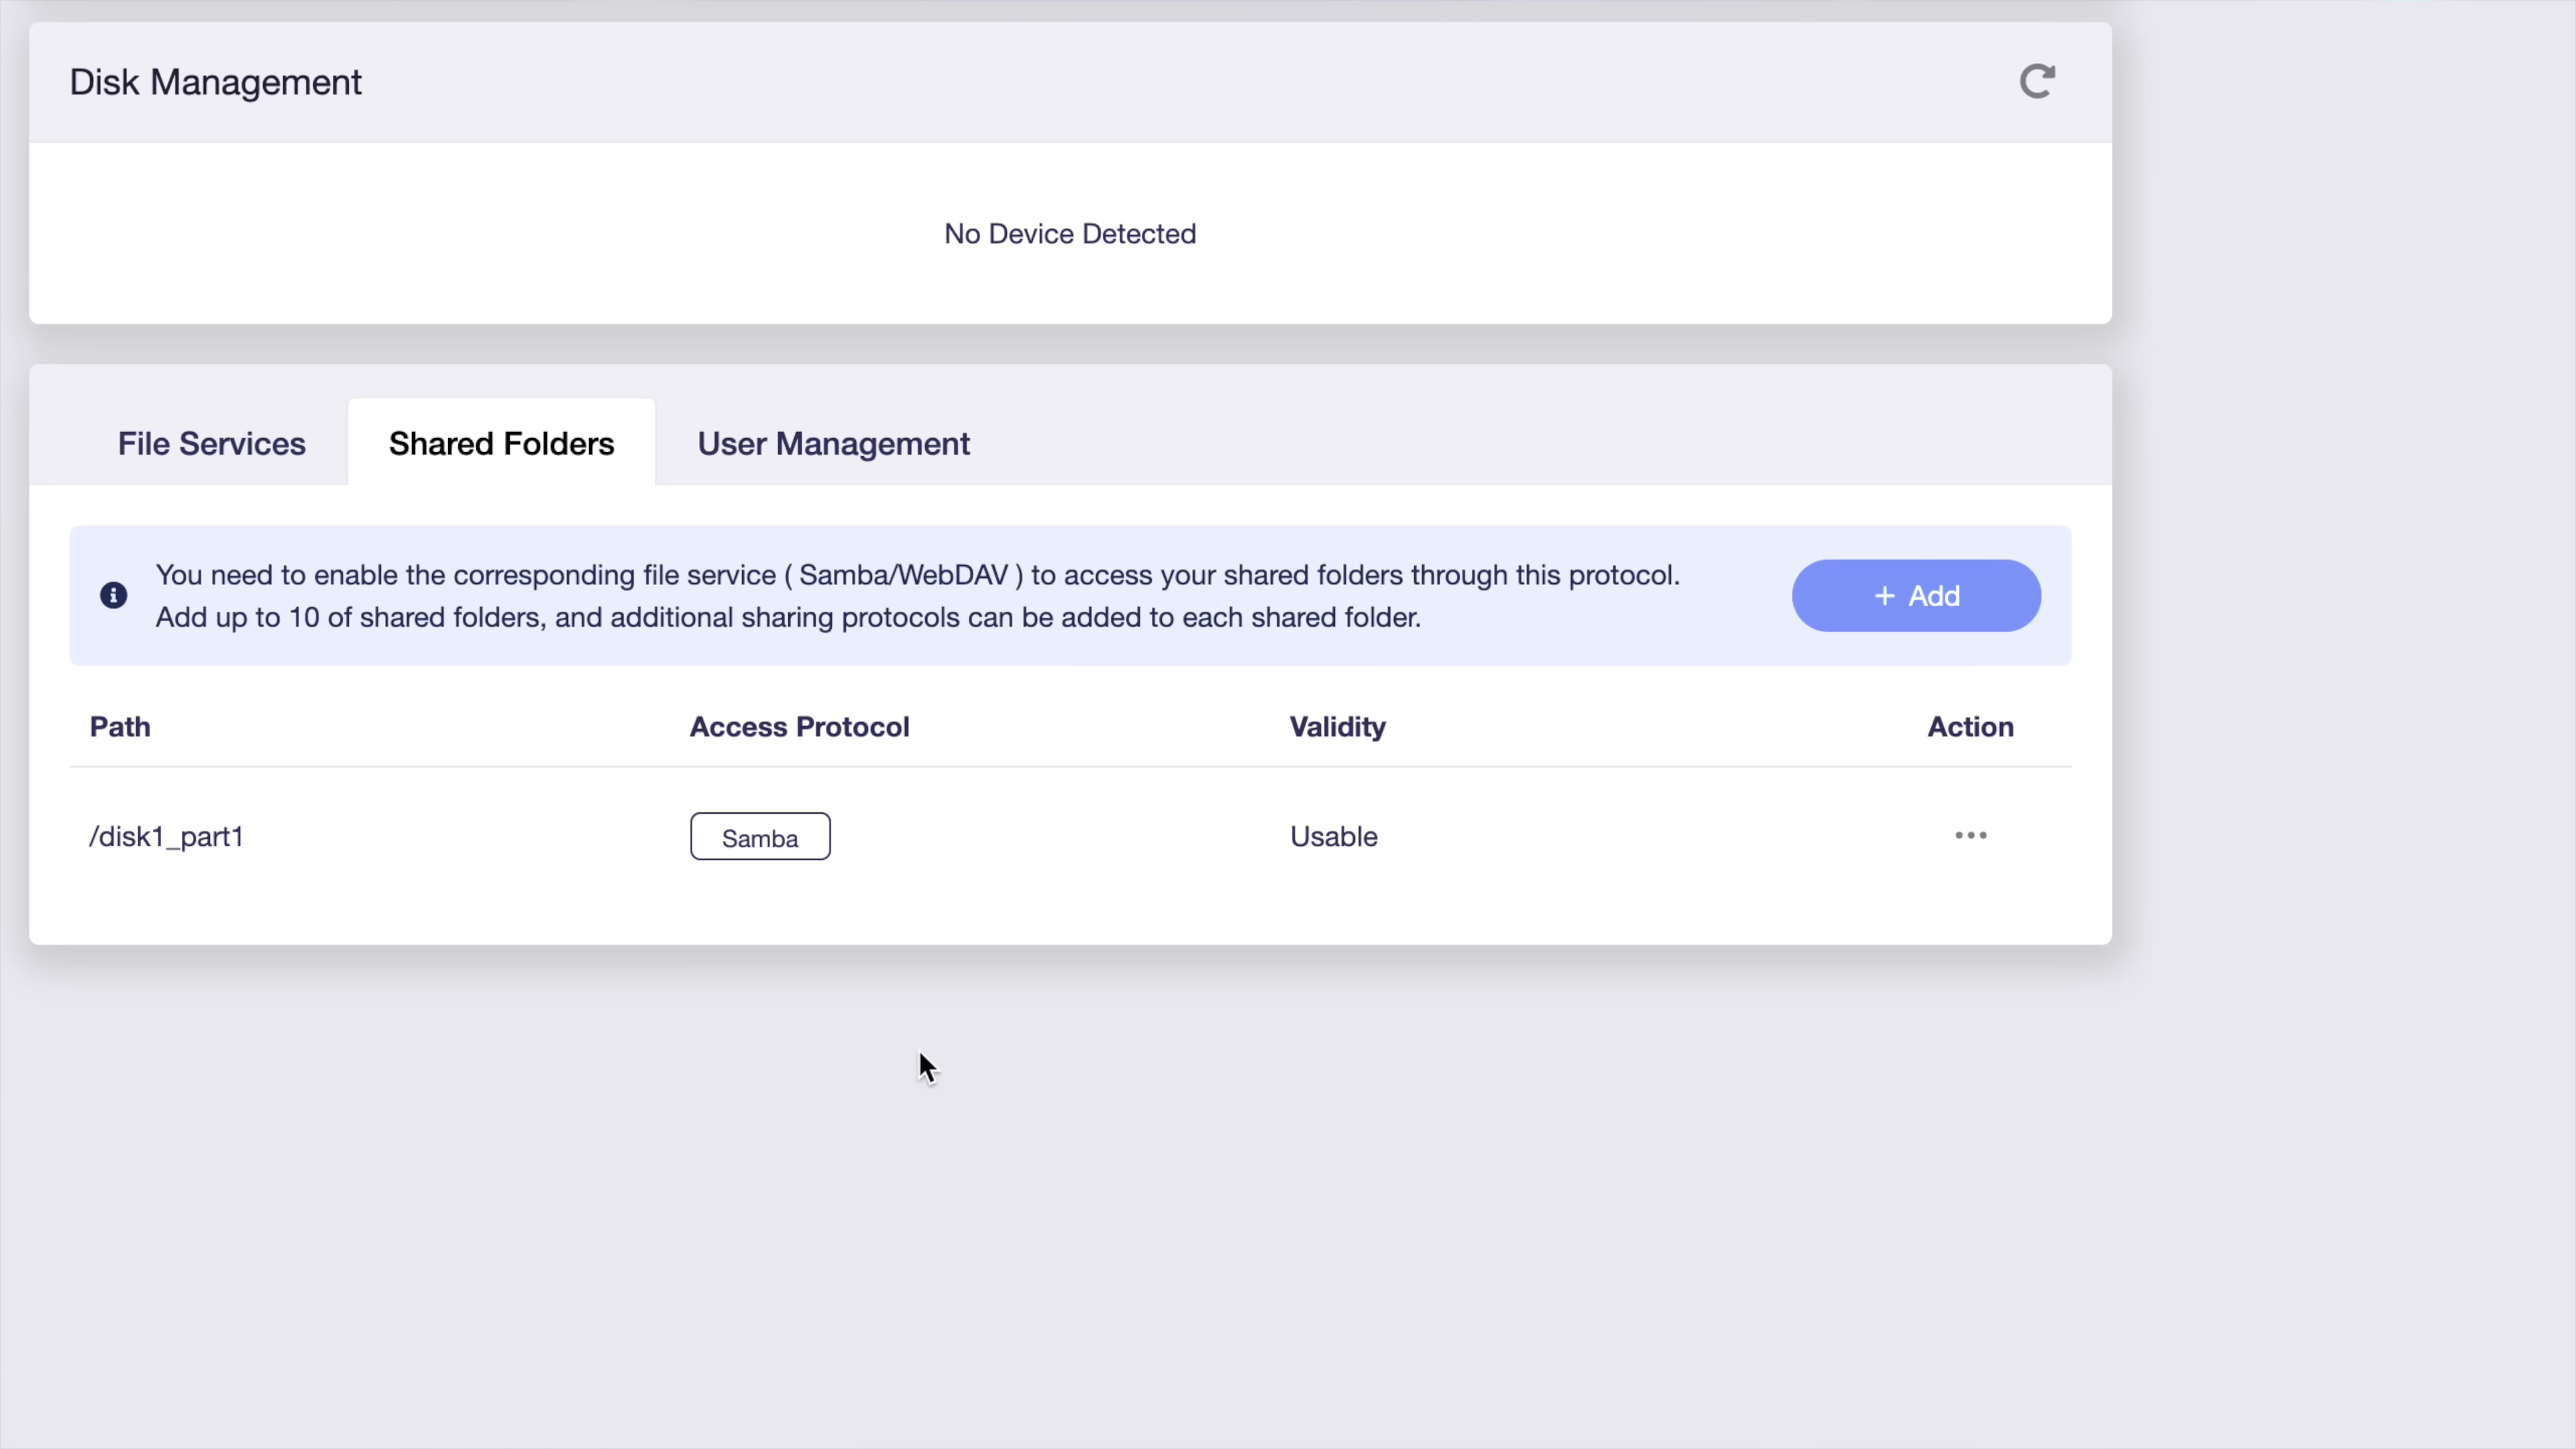 Disk Management
No Device Detected
File Services
Shared Folders
User Management
You need to enable the corresponding file service ( Samba/WebDAV ) to access your shared folders through this protocol.
Add up to 10 of shared folders, and additional sharing protocols can be added to each shared folder.
+ Add
Path
Access Protocol
Validity
Action
/disk1_part1
Samba
Usable